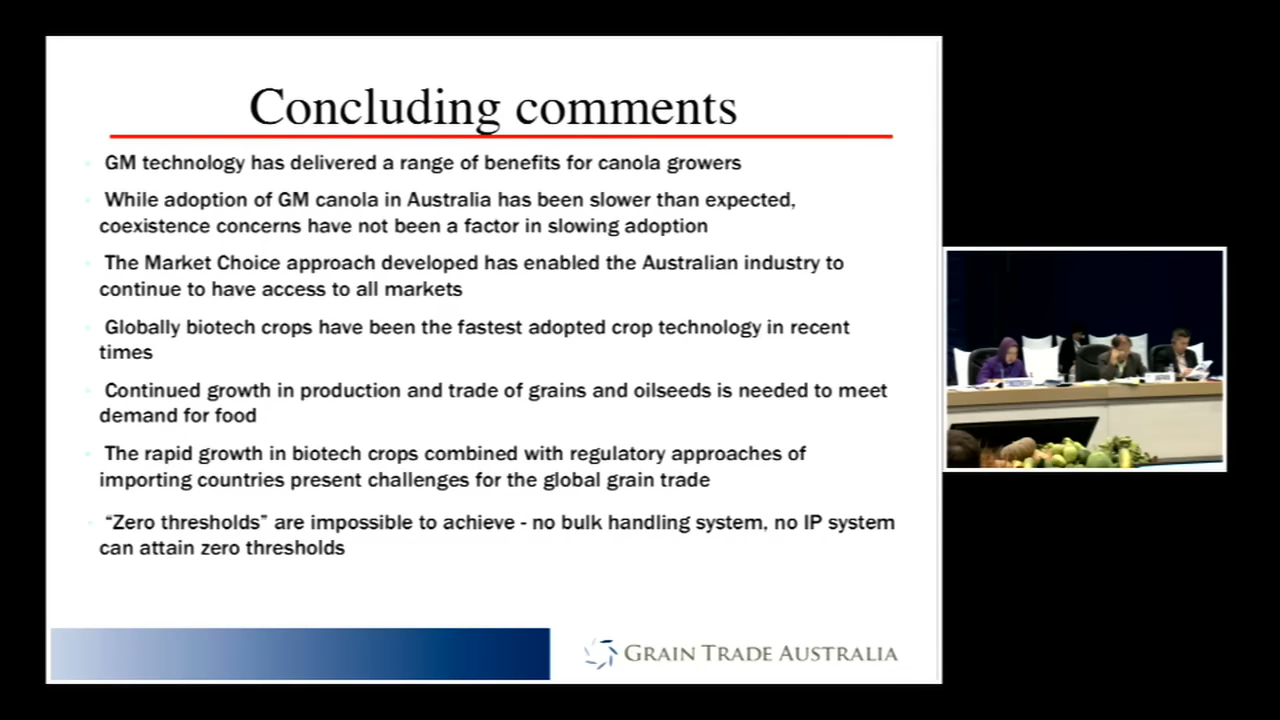 Concluding comments
GM technology has delivered a range of benefits for canola growers
While adoption of GM canola in Australia has been slower than expected,
coexistence concerns have not been a factor in slowing adoption
The Market Choice approach developed has enabled the Australian industry to
continue to have access to all markets
Globally biotech crops have been the fastest adopted crop technology in recent
times
Continued growth in production and trade of grains and oilseeds is needed to meet
demand for food
The rapid growth in biotech crops combined with regulatory approaches of
importing countries present challenges for the global grain trade
“Zero thresholds” are impossible to achieve - no bulk handling system, no IP system
can attain zero thresholds
GRAIN TRADE AUSTRALIA